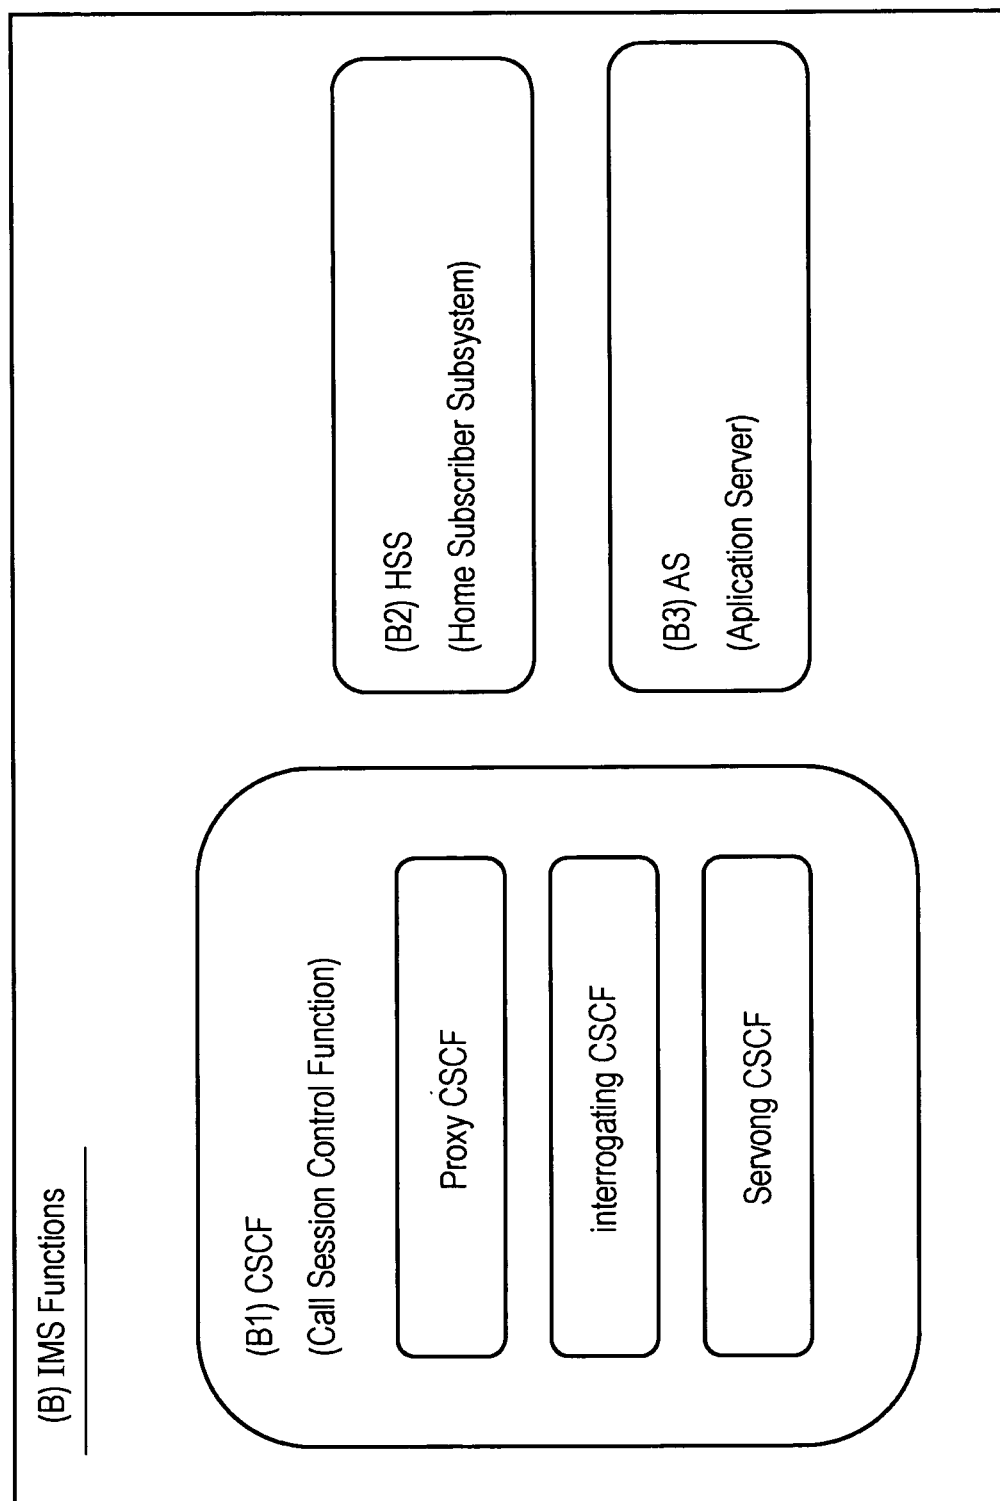 (B) IMS Functions
(B1) CSCF
(Call Session Control Function)
Proxy CSCF
interrogating CSCF
Servong CSCF
(B2) HSS
(Home Subscriber Subsystem)
(B3) AS
(Aplication Server)